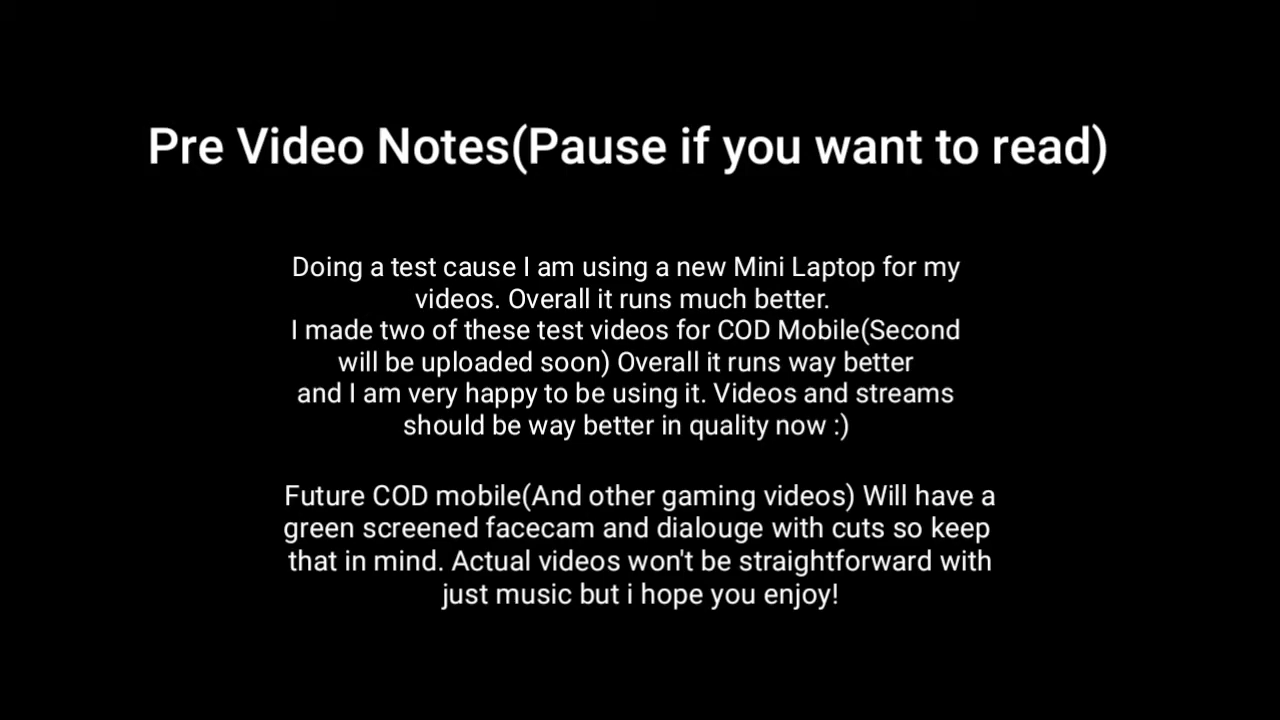 Pre Video Notes(Pause if you want to read)
Doing a test cause I am using a new Mini Laptop for my
videos. Overall it runs much better.
I made two of these test videos for COD Mobile(Second
will be uploaded soon) Overall it runs way better
and I am very happy to be using it. Videos and streams
should be way better in quality now :)
Future COD mobile(And other gaming videos) Will have a
green screened facecam and dialouge with cuts so keep
that in mind. Actual videos won't be straightforward with
just music but i hope you enjoy!